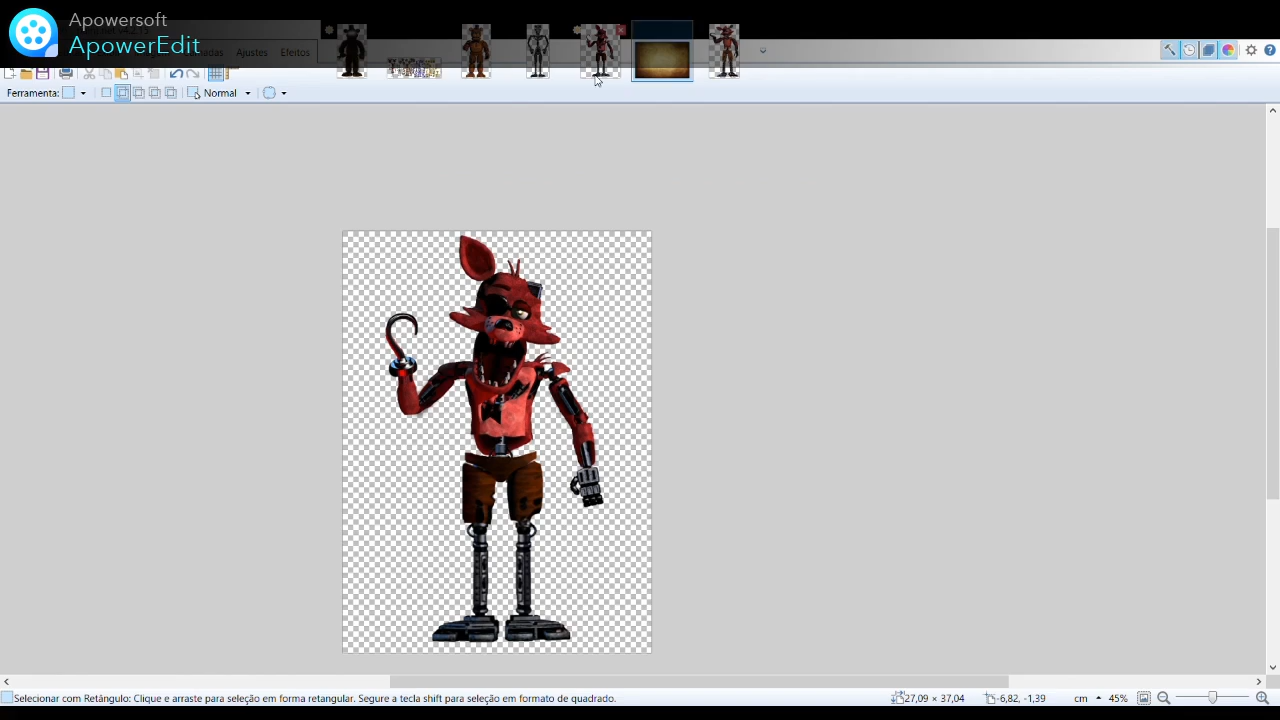 Apowersoft
ApowerEdit
Ajustes Efeitos
Ferramenta: Normal
Selecionar com Retângulo: Clique e arraste para seleção em forma retangular. Segure a tecla shift para seleção em formato de quadrado. 27,09 × 37,04 -6,82, -1,39 cm 45%